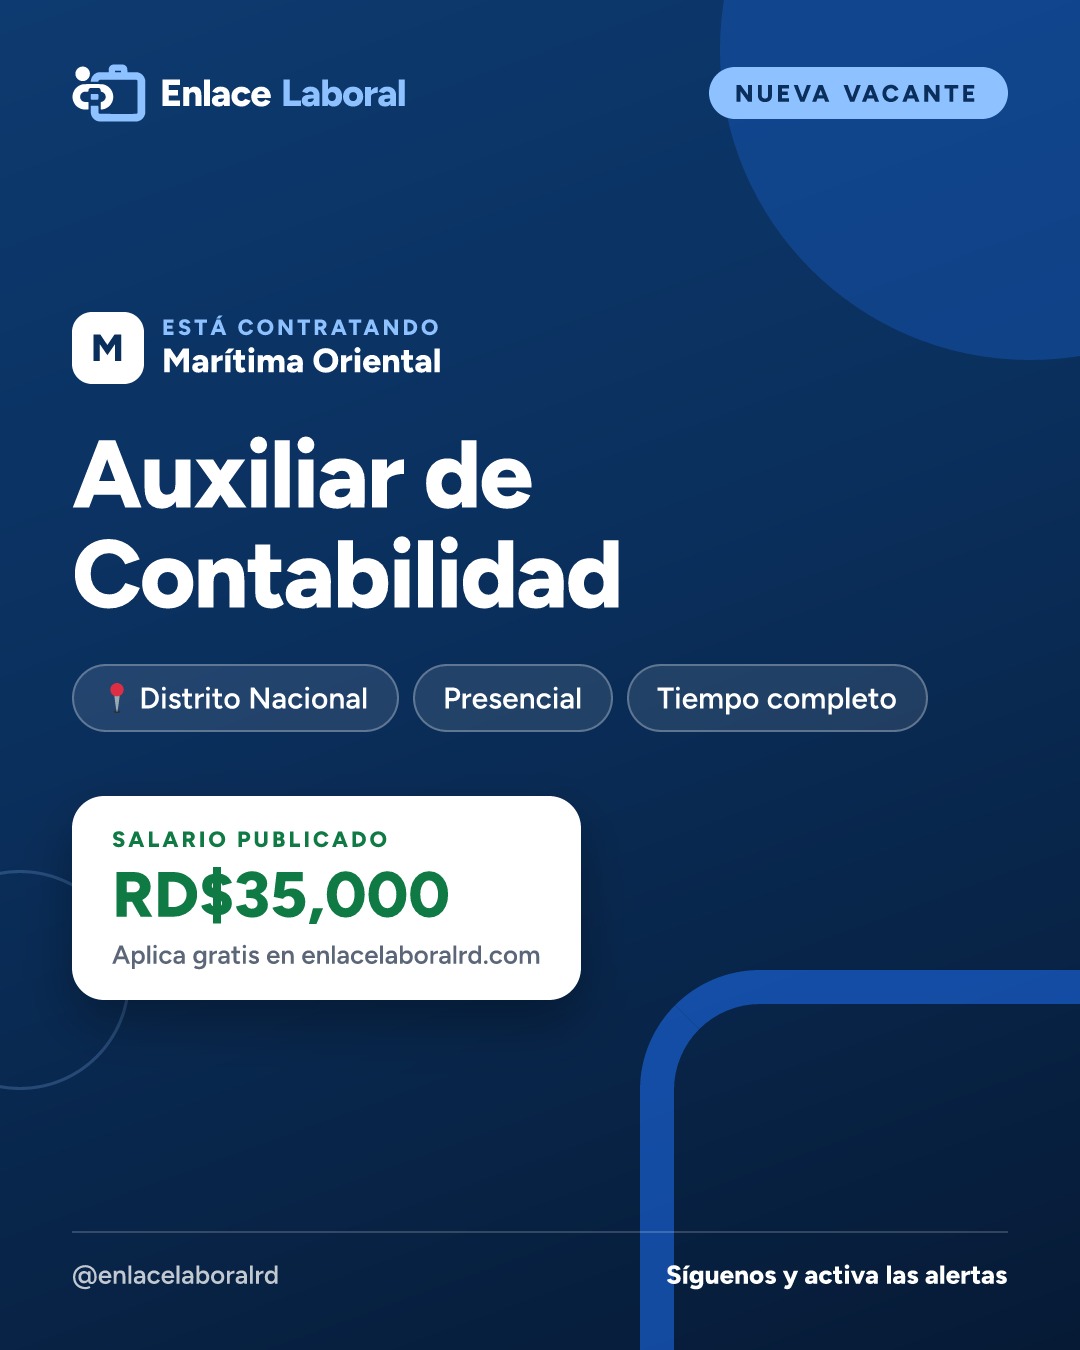 Enlace Laboral
NUEVA VACANTE
M
ESTÁ CONTRATANDO
Marítima Oriental
Auxiliar de
Contabilidad
📍 Distrito Nacional
Presencial
Tiempo completo
SALARIO PUBLICADO
RD$35,000
Aplica gratis en enlacelaboralrd.com
@enlacelaboralrd
Síguenos y activa las alertas